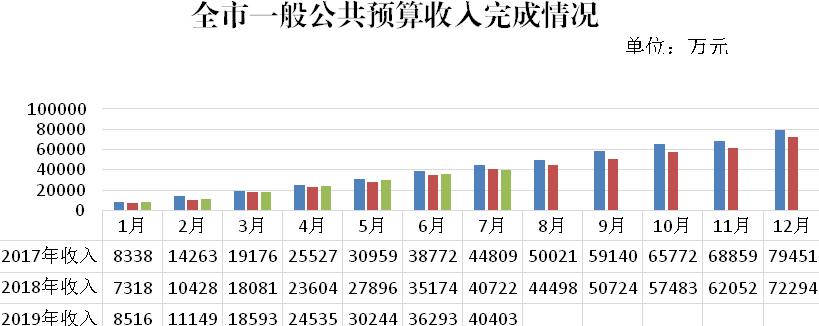 全市一般公共预算收入完成情况
单位：万元
100000
80000
60000
40000
20000
0
1月 2月 3月 4月 5月 6月 7月 8月 9月 10月 11月 12月
2017年收入 8338 14263 19176 25527 30959 38772 44809 50021 59140 65772 68859 79451
2018年收入 7318 10428 18081 23604 27896 35174 40722 44498 50724 57483 62052 72294
2019年收入 8516 11149 18593 24535 30244 36293 40403